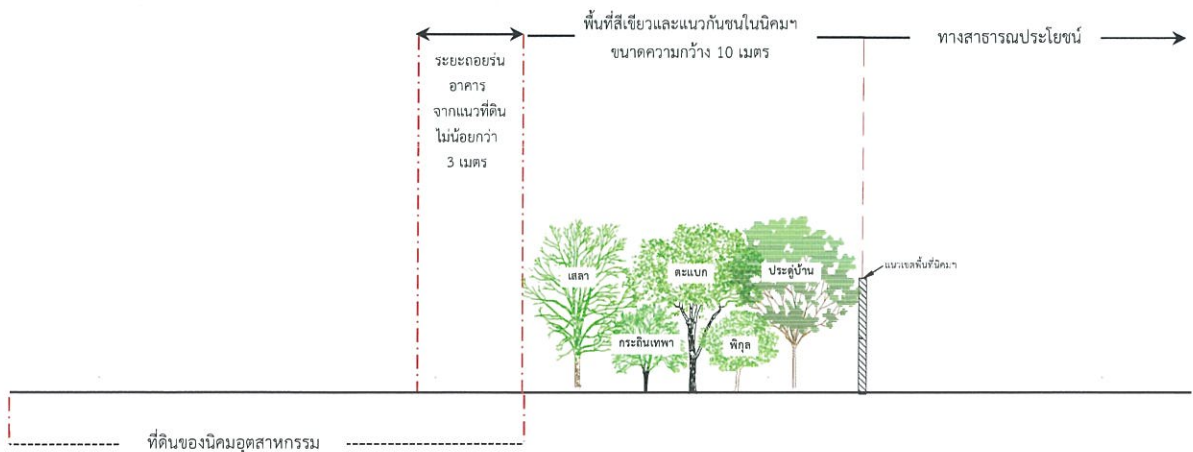 พื้นที่สีเขียวและแนวกันชนในนิคมฯ
ขนาดความกว้าง 10 เมตร
ทางสาธารณประโยชน์
ระยะถอยร่น
อาคาร
จากแนวที่ดิน
ไม่น้อยกว่า
3 เมตร
เสลา
ตะแบก
ประดู่บ้าน
แนวเขตพื้นที่นิคมฯ
กระถินเทพา
พิกุล
ที่ดินของนิคมอุตสาหกรรม